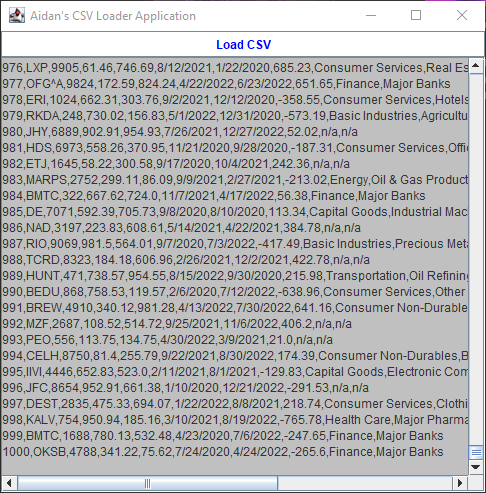 Aidan's CSV Loader Application
Load CSV
976,LXP,9905,61.46,746.69,8/12/2021,1/22/2020,685.23,Consumer Services,Real Es
977,OFG^A,9824,172.59,824.24,4/22/2022,6/23/2022,651.65,Finance,Major Banks
978,ERI,1024,662.31,303.76,9/2/2021,12/12/2020,-358.55,Consumer Services,Hotels
979,RKDA,248,730.02,156.83,5/1/2022,12/31/2020,-573.19,Basic Industries,Agricultu
980,JHY,6889,902.91,954.93,7/26/2021,12/27/2022,52.02,n/a,n/a
981,HDS,6973,558.26,370.95,11/21/2020,9/28/2020,-187.31,Consumer Services,Offi
982,ETJ,1645,58.22,300.58,9/17/2020,10/4/2021,242.36,n/a,n/a
983,MARPS,2752,299.11,86.09,9/9/2021,2/27/2021,-213.02,Energy,Oil & Gas Product
984,BMTC,322,667.62,724.0,11/7/2021,4/17/2022,56.38,Finance,Major Banks
985,DE,7071,592.39,705.73,9/8/2020,8/10/2020,113.34,Capital Goods,Industrial Mac
986,NAD,3197,223.83,608.61,5/14/2021,4/22/2021,384.78,n/a,n/a
987,RIO,9069,981.5,564.01,9/7/2020,7/3/2022,-417.49,Basic Industries,Precious Meta
988,TCRD,8323,184.18,606.96,2/26/2021,12/2/2021,422.78,n/a,n/a
989,HUNT,471,738.57,954.55,8/15/2022,9/30/2020,215.98,Transportation,Oil Refining
990,BEDU,868,758.53,119.57,2/6/2020,7/12/2022,-638.96,Consumer Services,Other
991,BREW,4910,340.12,981.28,4/13/2022,7/30/2022,641.16,Consumer Non-Durable
992,MZF,2687,108.52,514.72,9/25/2021,11/6/2022,406.2,n/a,n/a
993,PEO,556,113.75,134.75,4/30/2022,3/9/2021,21.0,n/a,n/a
994,CELH,8750,81.4,255.79,9/22/2021,8/30/2022,174.39,Consumer Non-Durables,B
995,IIVI,4446,652.83,523.0,2/11/2021,8/1/2021,-129.83,Capital Goods,Electronic Com
996,JFC,8654,952.91,661.38,1/10/2020,12/21/2022,-291.53,n/a,n/a
997,DEST,2835,475.33,694.07,1/22/2022,8/8/2021,218.74,Consumer Services,Clothi
998,KALV,754,950.94,185.16,3/10/2021,8/19/2022,-765.78,Health Care,Major Pharma
999,BMTC,1688,780.13,532.48,4/23/2020,7/6/2022,-247.65,Finance,Major Banks
1000,OKSB,4788,341.22,75.62,7/24/2020,4/24/2022,-265.6,Finance,Major Banks